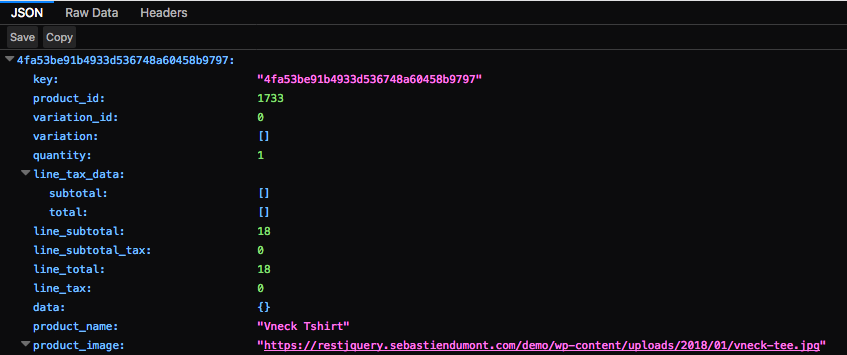 JSON Raw Data Headers
Save Copy
4fa53be91b4933d536748a60458b9797:
key: "4fa53be91b4933d536748a60458b9797"
product_id: 1733
variation_id: 0
variation: []
quantity: 1
line_tax_data:
subtotal: []
total: []
line_subtotal: 18
line_subtotal_tax: 0
line_total: 18
line_tax: 0
data: {}
product_name: "Vneck Tshirt"
product_image: "https://restjquery.sebastiendumont.com/demo/wp-content/uploads/2018/01/vneck-tee.jpg"